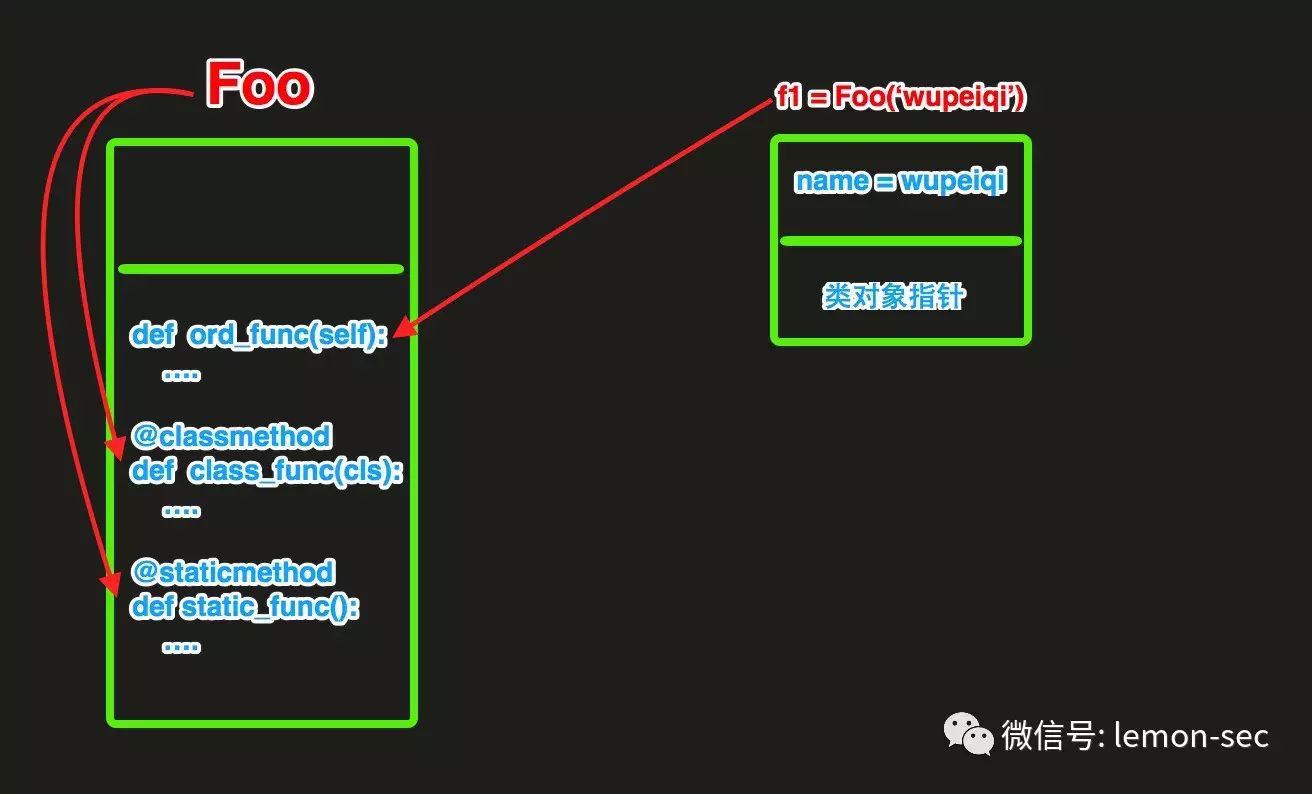 Foo
def ord_func(self):
....
@classmethod
def class_func(cls):
....
@staticmethod
def static_func():
....
f1 = Foo(‘wupeiqi’)
name = wupeiqi
类对象指针
微信号: lemon-sec